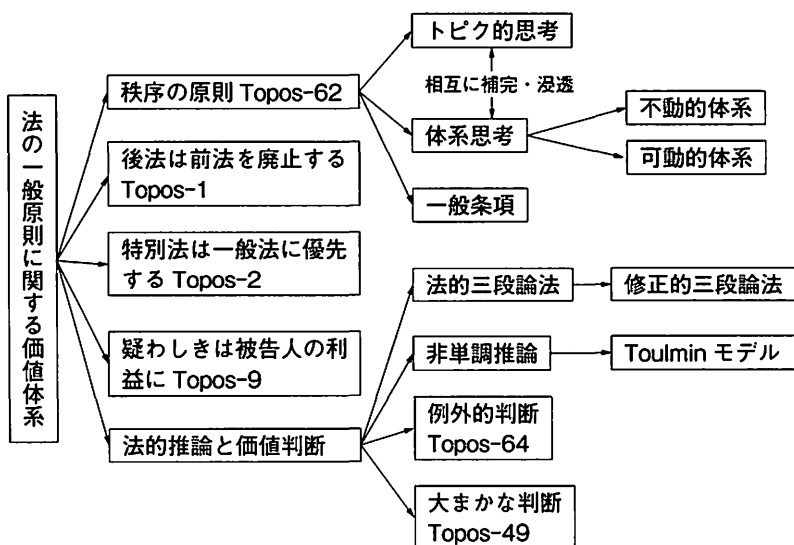 法の一般原則に関する価値体系
秩序の原則 Topos-62
後法は前法を廃止する
Topos-1
特別法は一般法に優先
する Topos-2
疑わしきは被告人の利
益に Topos-9
法的推論と価値判断
トピク的思考
相互に補完・浸透
体系思考
一般条項
不動的体系
可動的体系
法的三段論法
修正的三段論法
非単調推論
Toulmin モデル
例外的判断
Topos-64
大まかな判断
Topos-49